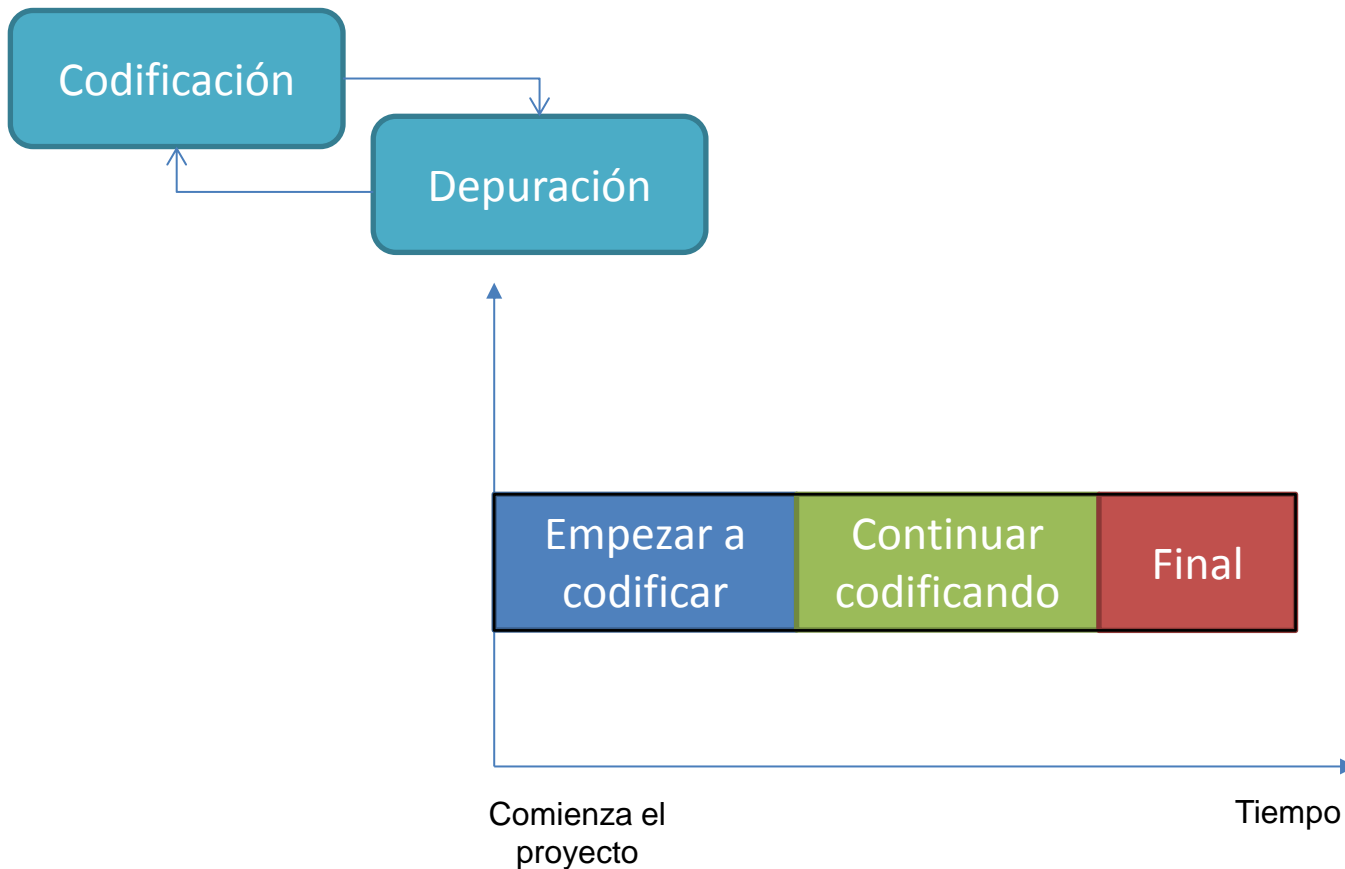 Codificación
Depuración
Empezar a
codificar
Continuar
codificando
Final
Comienza el
proyecto
Tiempo